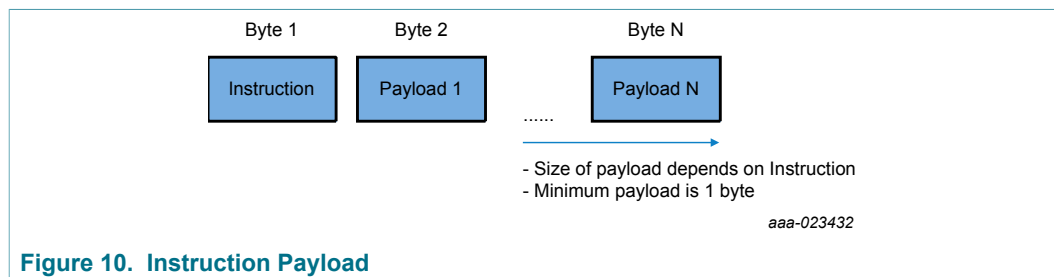 Byte 1 Byte 2 Byte N
Instruction Payload 1 Payload N
......
- Size of payload depends on Instruction
- Minimum payload is 1 byte
aaa-023432
Figure 10. Instruction Payload